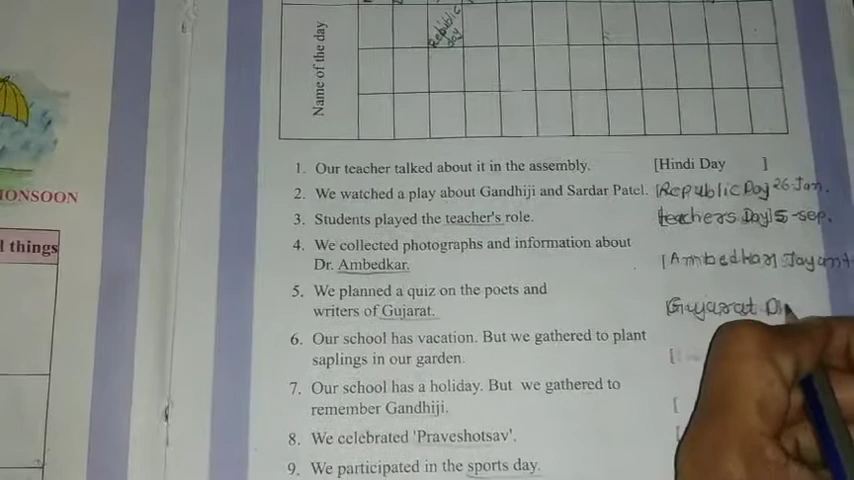 Republic
day
Name of the day
MONSOON
l things
1. Our teacher talked about it in the assembly. [Hindi Day ]
2. We watched a play about Gandhiji and Sardar Patel. [Republic Day 26 Jan.
3. Students played the teacher's role. [teachers Day 15-sep.
4. We collected photographs and information about
Dr. Ambedkar. [Ambedkar Jayant
5. We planned a quiz on the poets and
writers of Gujarat. [Gujarat
6. Our school has vacation. But we gathered to plant [
saplings in our garden.
7. Our school has a holiday. But we gathered to [
remember Gandhiji.
8. We celebrated 'Praveshotsav'. [
9. We participated in the sports day.